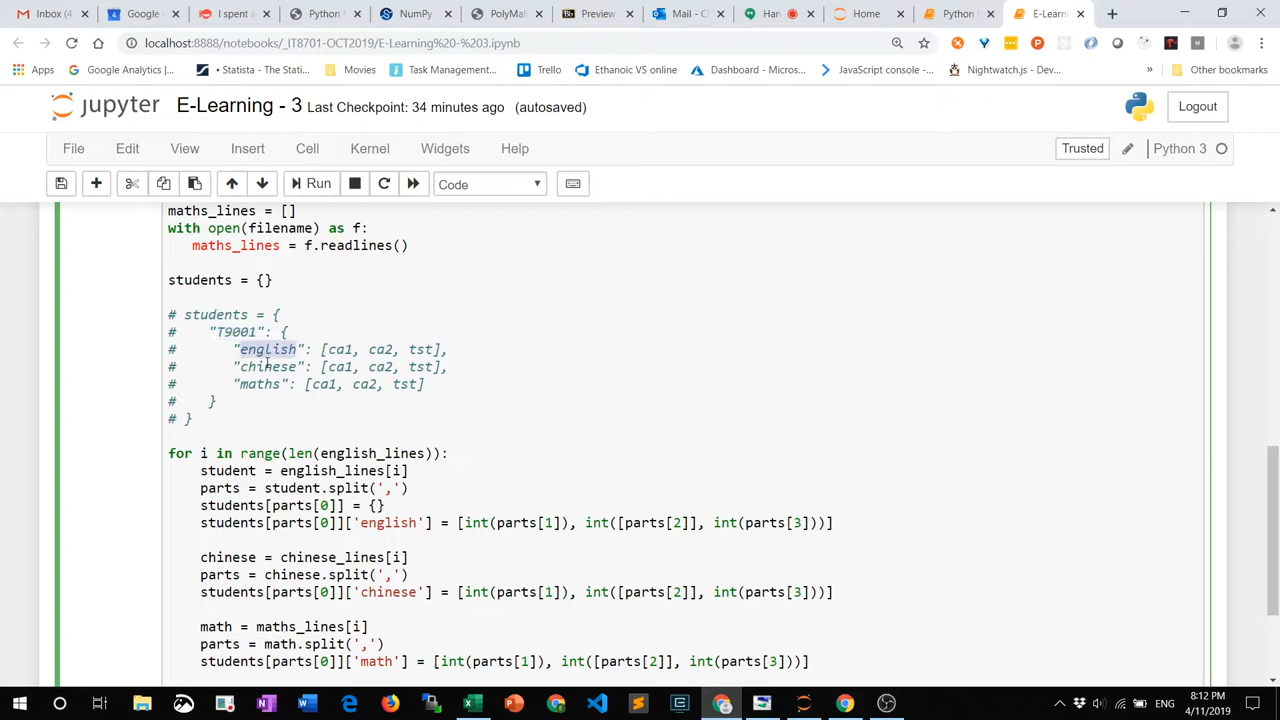 Inbox (4
Google
I spent
Python
NumPy
PolyMa
Preview
Mail - C
Han
Home
Python
E-Learn
localhost:8888/notebooks/_IT8701-OCT2019/E-Learning%20-%203.ipynb
Apps
Google Analytics |...
• Statista - The Stati...
Movies
Task Management...
Trello
Ethanoic VS online
Dashboard - Micros...
JavaScript console -...
Nightwatch.js - Dev...
»
Other bookmarks
jupyter
E-Learning - 3 Last Checkpoint: 34 minutes ago (autosaved)
Logout
File Edit View Insert Cell Kernel Widgets Help
Trusted
Python 3
Run
Code
maths_lines = []
with open(filename) as f:
maths_lines = f.readlines()
students = {}
# students = {
# "T9001": {
# "english": [ca1, ca2, tst],
# "chinese": [ca1, ca2, tst],
# "maths": [ca1, ca2, tst]
# }
# }
for i in range(len(english_lines)):
student = english_lines[i]
parts = student.split(',')
students[parts[0]] = {}
students[parts[0]]['english'] = [int(parts[1]), int([parts[2]], int(parts[3]))]
chinese = chinese_lines[i]
parts = chinese.split(',')
students[parts[0]]['chinese'] = [int(parts[1]), int([parts[2]], int(parts[3]))]
math = maths_lines[i]
parts = math.split(',')
students[parts[0]]['math'] = [int(parts[1]), int([parts[2]], int(parts[3]))]
ENG
8:12 PM
4/11/2019